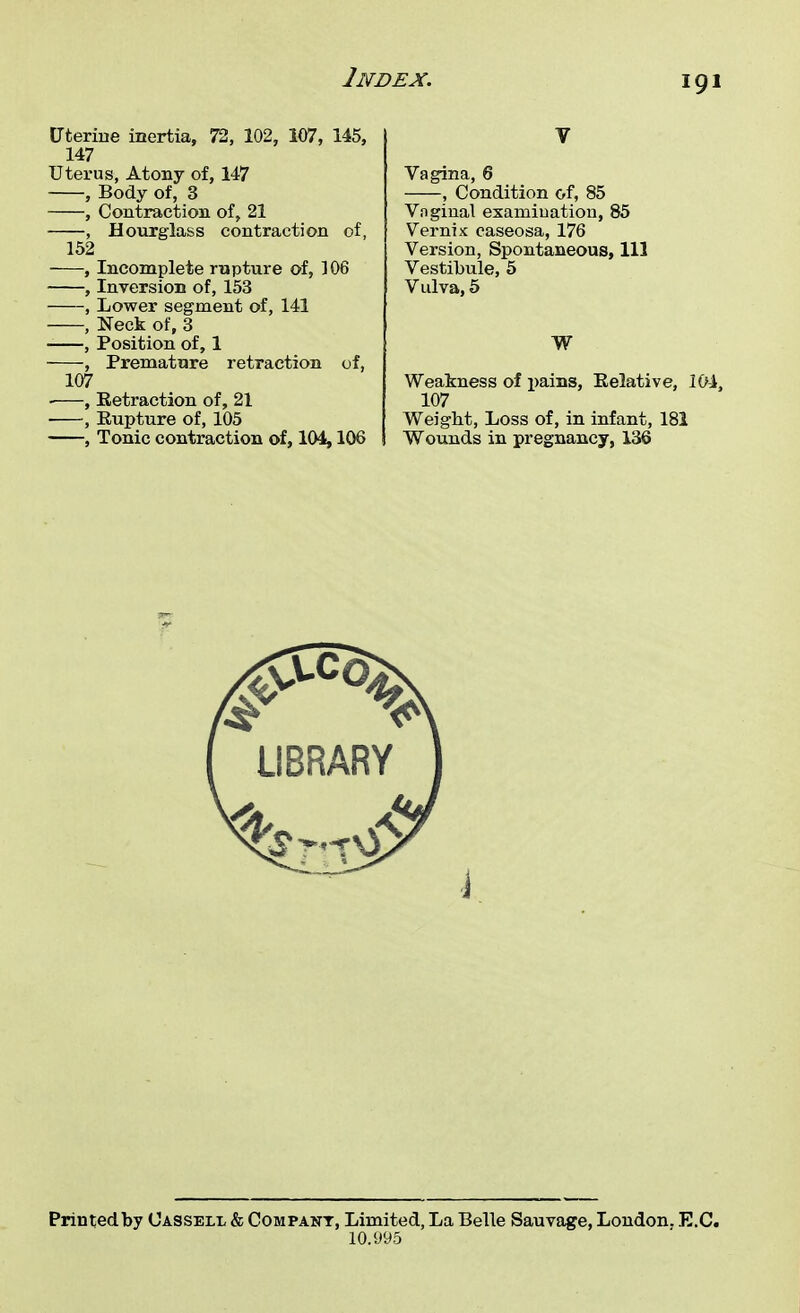 INDEX. 191
Uterine inertia, 72, 102, 107, 145,
147
Uterus, Atony of, 147
——, Body of, 3
——, Contraction of, 21
——, Hourglass contraction of,
152
——, Incomplete rupture of, 106
——, Inversion of, 153
——, Lower segment of, 141
——, Neck of, 3
——, Position of, 1
——, Premature retraction of,
107
——, Retraction of, 21
——, Rupture of, 105
——, Tonic contraction of, 104, 106
V
Vagina, 6
——, Condition of, 85
Vaginal examination, 85
Vernix caseosa, 176
Version, Spontaneous, 111
Vestibule, 5
Vulva, 5
W
Weakness of pains, Relative, 104,
107
Weight, Loss of, in infant, 181
Wounds in pregnancy, 136
WELLCOME
LIBRARY
INSTITUTE
Printed by CASSELL & COMPANY, Limited, La Belle Sauvage, London, E.C.
10.995